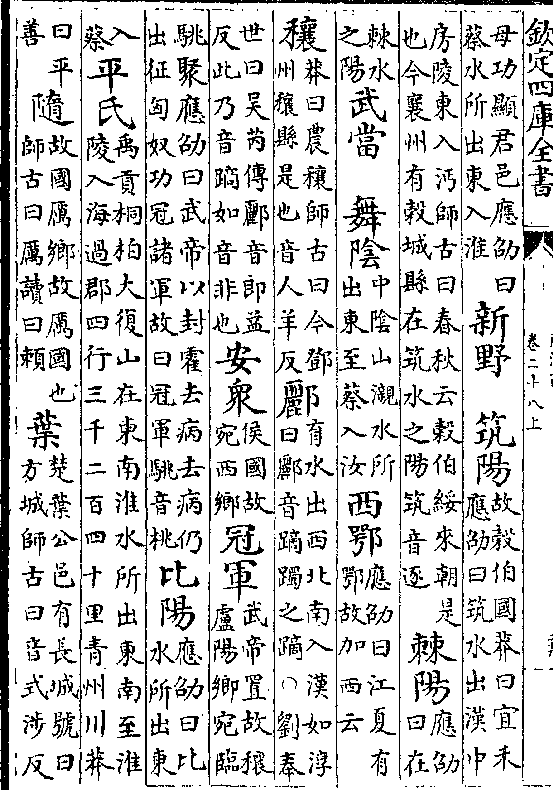 欽定四庫全書
卷二十八上
毋功顯君邑應劭曰蔡水所出東入淮 新野 筑陽故穀伯國莽曰宜禾應劭曰筑水出漢中
房陵東入沔師古曰春秋云穀伯綏來朝是也今襄州有穀城縣在筑水之陽筑音逐 棘陽應劭曰在
棘水之陽 武當 舞陰中陰山瀙水所出東至蔡入汝 西鄂應劭曰江夏有鄂故加西云
穰莽曰農穰師古曰今鄧州穰縣是也音人羊反 酈育水出西北南入漢如淳曰酈音蹢躅之蹢○劉奉
世曰吴芮傳酈音郎益反此乃音蹢如音非也 安衆侯國故宛西鄉 冠軍武帝置故穰盧陽鄉宛臨
駣聚應劭曰武帝以封霍去病去病仍出征匈奴功冠諸軍故曰冠軍駣音桃 比陽應劭曰比水所出東
入蔡 平氏禹貢桐柏大復山在東南淮水所出東南至淮陵入海過郡四行三千二百四十里青州川莽
曰平善 隨故國厲鄉故厲國也師古曰厲讀曰賴 葉楚葉公邑有長城號曰方城師古曰音式涉反